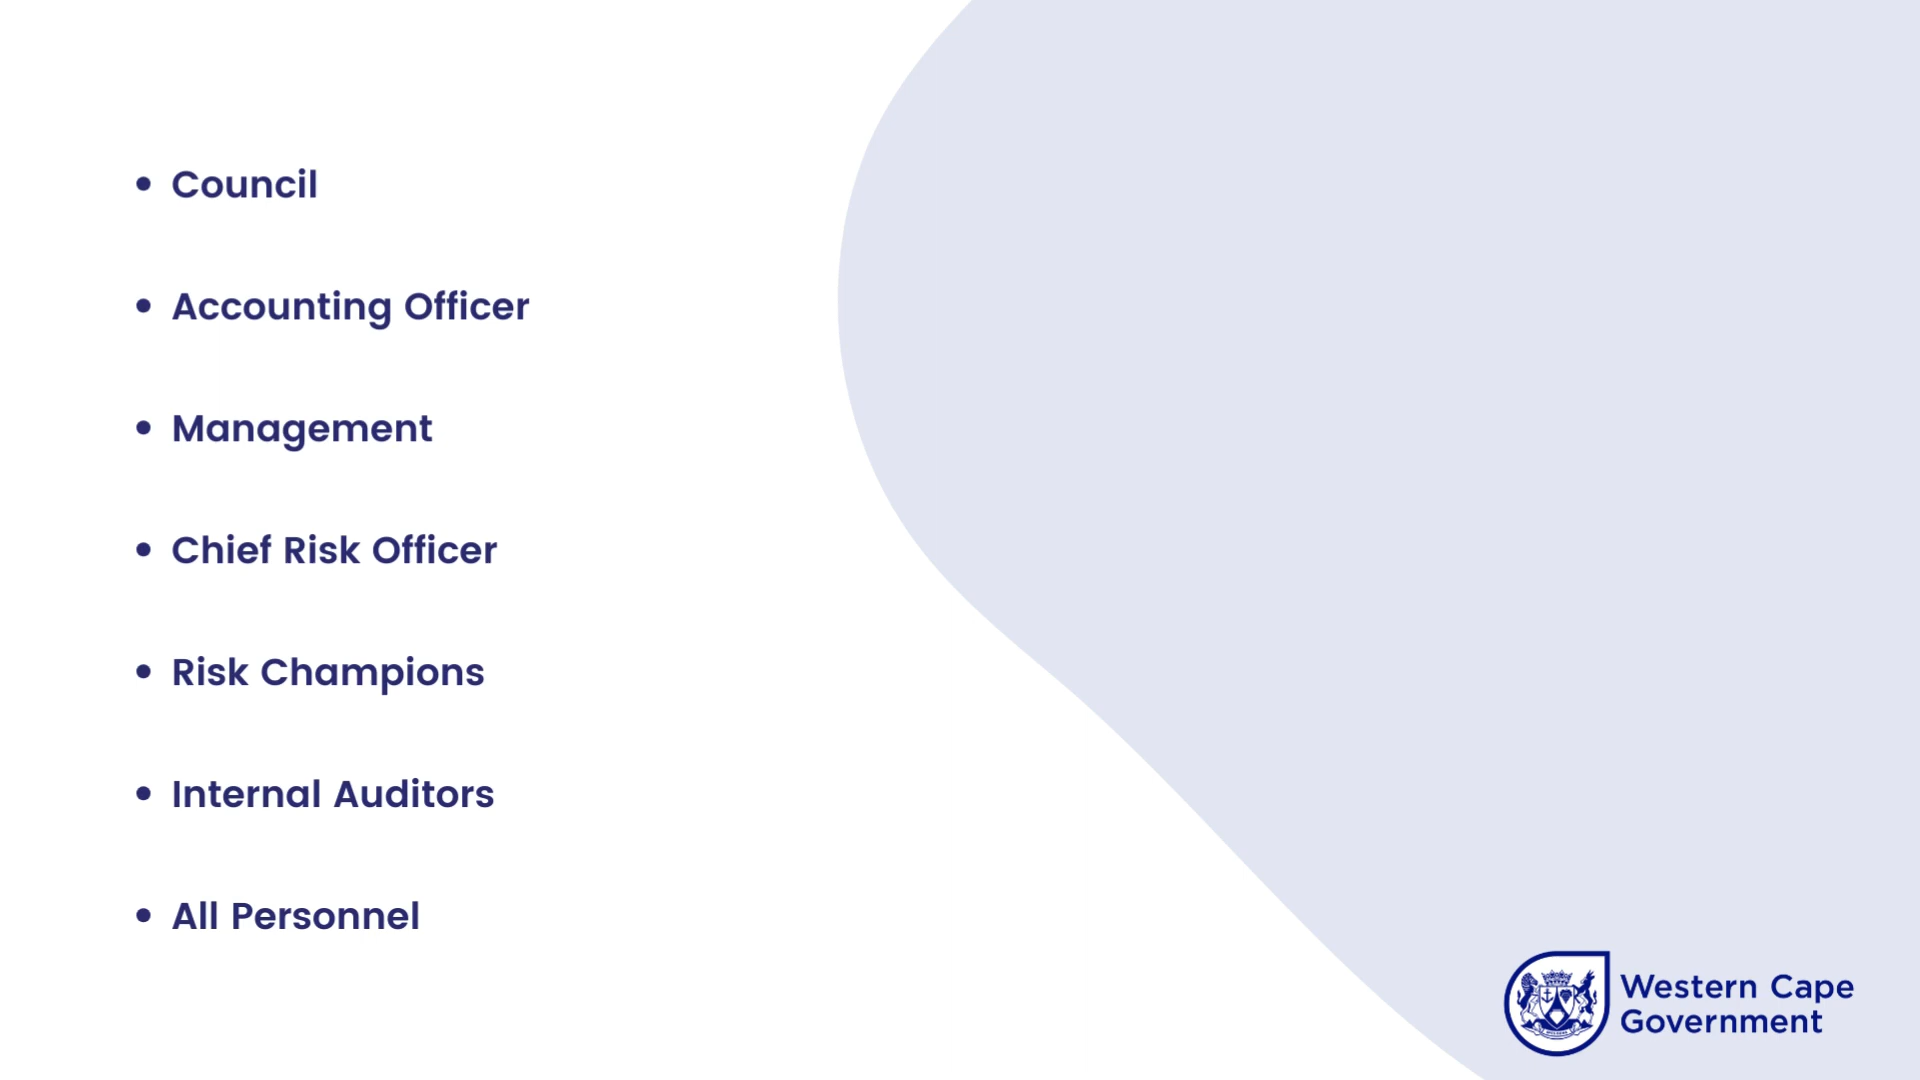 • Council
• Accounting Officer
• Management
• Chief Risk Officer
• Risk Champions
• Internal Auditors
• All Personnel
Western Cape
Government